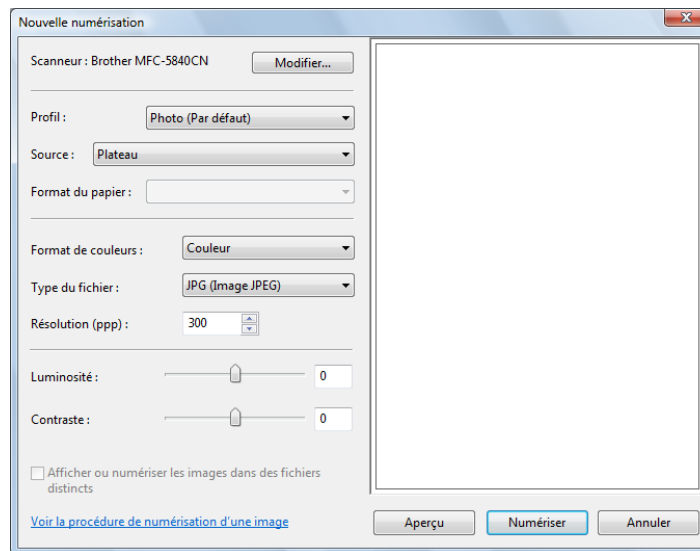 Nouvelle numérisation
Scanneur : Brother MFC-5840CN
Modifier...
Profil :
Photo (Par défaut)
Source :
Plateau
Format du papier :
Format de couleurs :
Couleur
Type du fichier :
JPG (Image JPEG)
Résolution (ppp) :
300
Luminosité :
0
Contraste :
0
Afficher ou numériser les images dans des fichiers
distincts
Voir la procédure de numérisation d'une image
Aperçu
Numériser
Annuler